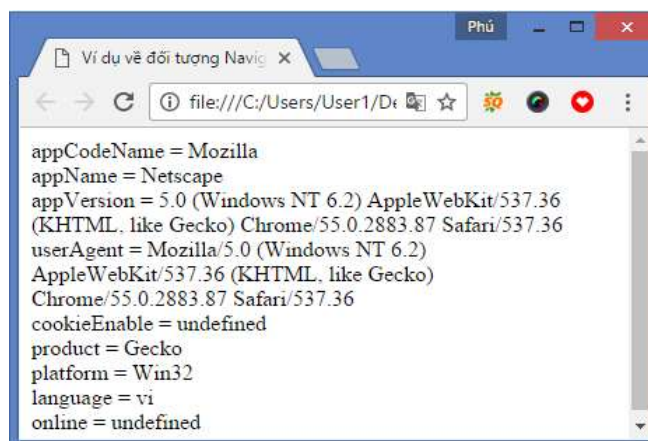 Phú
Ví dụ về đối tượng Navig
file:///C:/Users/User1/De
appCodeName = Mozilla
appName = Netscape
appVersion = 5.0 (Windows NT 6.2) AppleWebKit/537.36
(KHTML, like Gecko) Chrome/55.0.2883.87 Safari/537.36
userAgent = Mozilla/5.0 (Windows NT 6.2)
AppleWebKit/537.36 (KHTML, like Gecko)
Chrome/55.0.2883.87 Safari/537.36
cookieEnable = undefined
product = Gecko
platform = Win32
language = vi
online = undefined